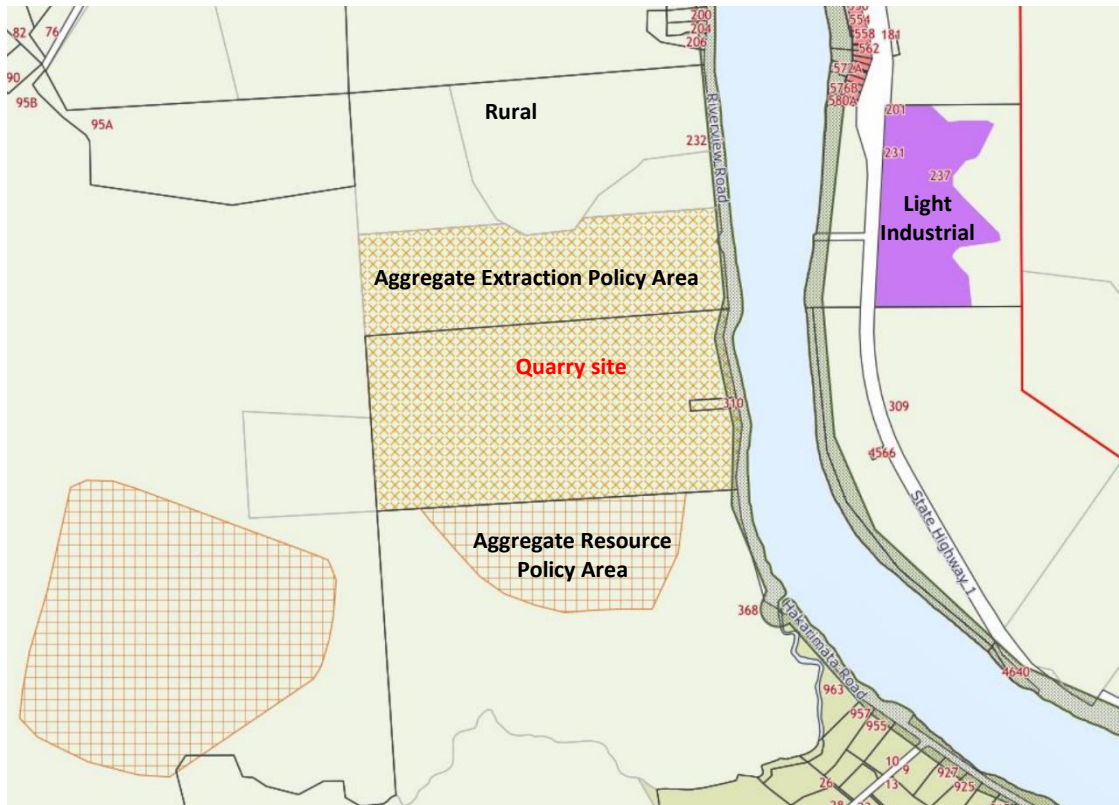 82
76
90
95B
95A
200
204
206
554
558
562
181
572A
576B
580A
201
Rural
232
Riverview Road
231
237
Light
Industrial
Aggregate Extraction Policy Area
Quarry site
310
309
4566
State Highway 1
Aggregate Resource
Policy Area
368
Hakarimata Road
4640
963
957
955
10
9
13
26
927
925